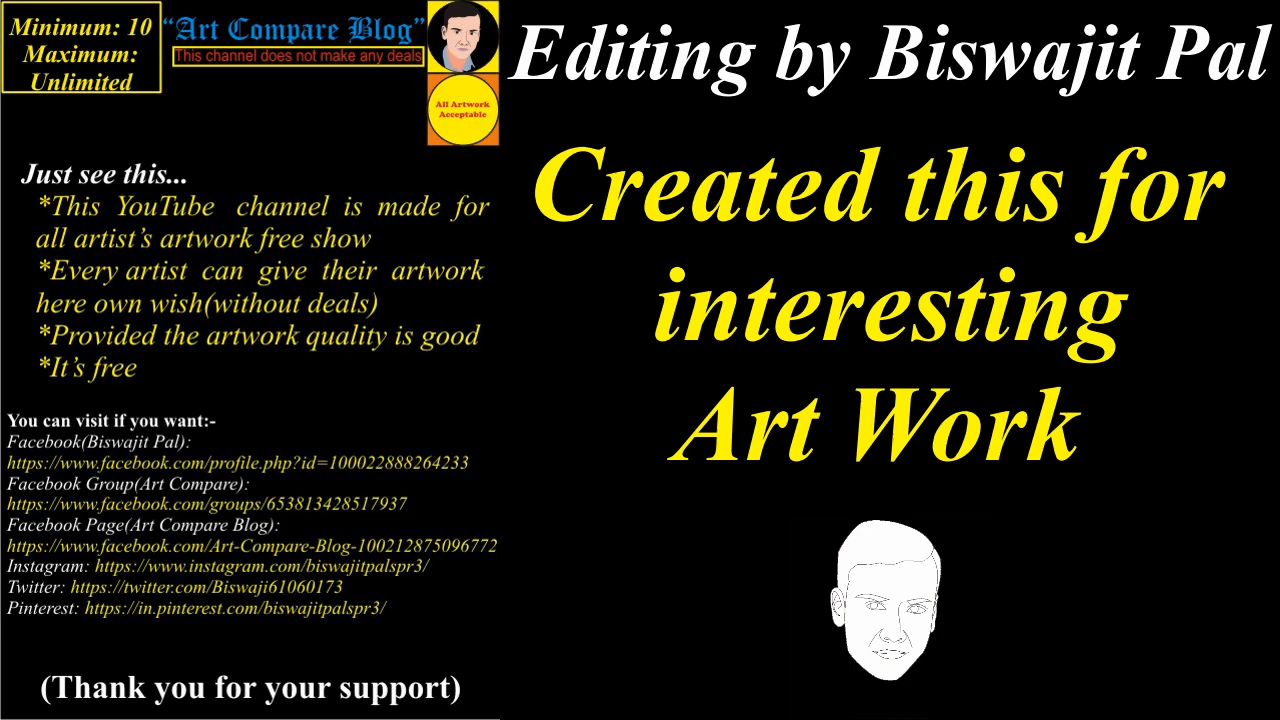 Minimum: 10
Maximum:
Unlimited
“Art Compare Blog”
This channel does not make any deals
All Artwork
Acceptable
Just see this...
*This YouTube channel is made for
all artist’s artwork free show
*Every artist can give their artwork
here own wish(without deals)
*Provided the artwork quality is good
*It’s free
You can visit if you want:-
Facebook(Biswajit Pal):
https://www.facebook.com/profile.php?id=100022888264233
Facebook Group(Art Compare):
https://www.facebook.com/groups/653813428517937
Facebook Page(Art Compare Blog):
https://www.facebook.com/Art-Compare-Blog-100212875096772
Instagram: https://www.instagram.com/biswajitpalspr3/
Twitter: https://twitter.com/Biswaji61060173
Pinterest: https://in.pinterest.com/biswajitpalspr3/
(Thank you for your support)
Editing by Biswajit Pal
Created this for
interesting
Art Work